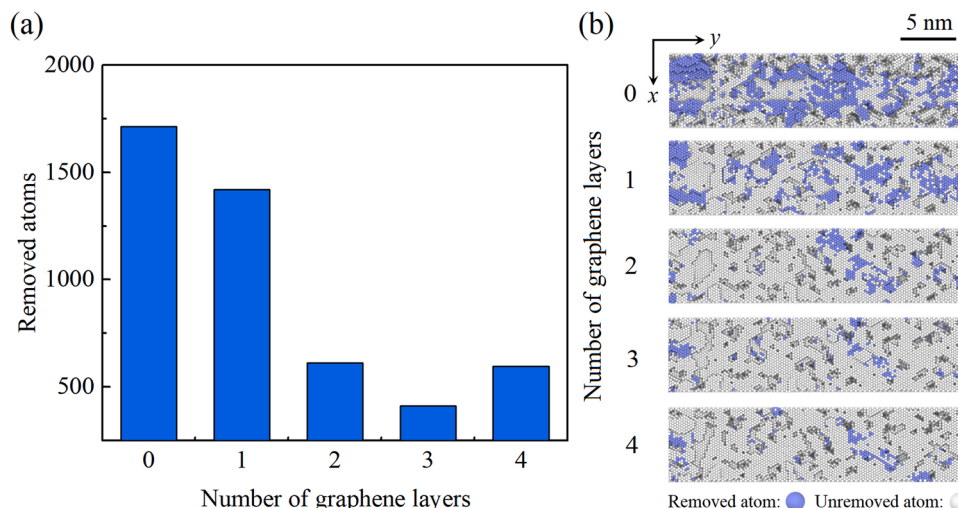 (a)
2000
1500
1000
500
Removed atoms
0 1 2 3 4
Number of graphene layers
(b)
5 nm
y
x
0
1
2
3
4
Number of graphene layers
Removed atom: Unremoved atom: